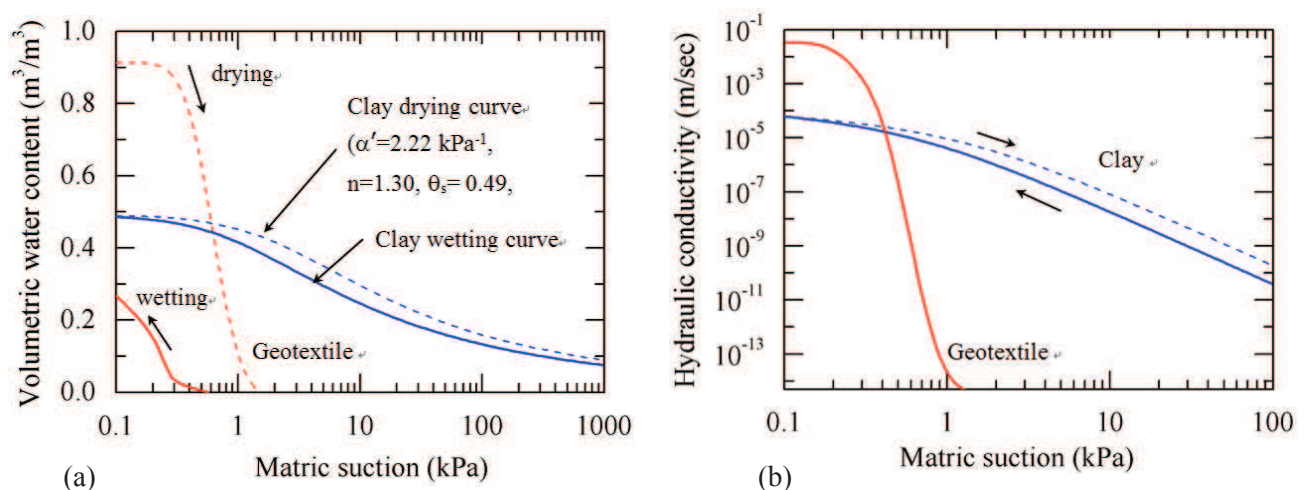 Volumetric water content (m³/m³)
1.0
0.8
0.6
0.4
0.2
0.0
drying
Clay drying curve
(α′=2.22 kPa⁻¹,
n=1.30, θₛ= 0.49,
Clay wetting curve
wetting
Geotextile
0.1 1 10 100 1000
Matric suction (kPa)
(a)
Hydraulic conductivity (m/sec)
10⁻¹
10⁻³
10⁻⁵
10⁻⁷
10⁻⁹
10⁻¹¹
10⁻¹³
Clay
Geotextile
0.1 1 10 100
Matric suction (kPa)
(b)